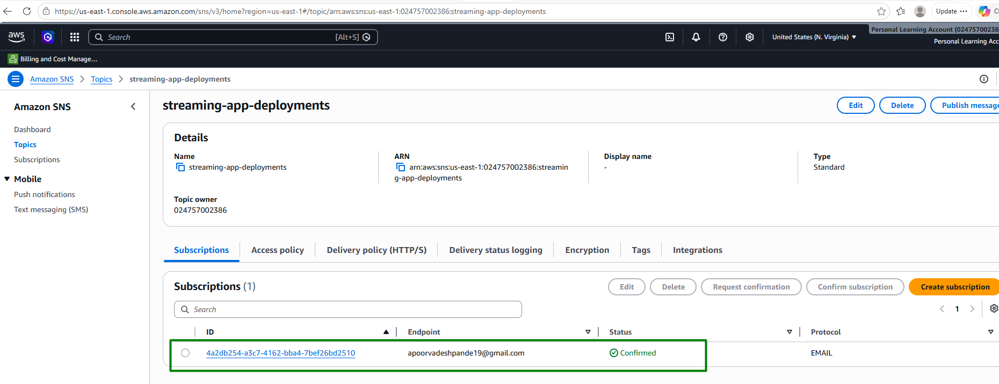 https://us-east-1.console.aws.amazon.com/sns/v3/home?region=us-east-1#/topic/arn:aws:sns:us-east-1:024757002386:streaming-app-deployments
Update
aws
Search [Alt+S]
United States (N. Virginia)
Personal Learning Account (02475700238
Personal Learning Acc
Billing and Cost Manage...
Amazon SNS > Topics > streaming-app-deployments
Amazon SNS
Dashboard
Topics
Subscriptions
Mobile
Push notifications
Text messaging (SMS)
streaming-app-deployments
Edit Delete Publish message
Details
Name
streaming-app-deployments
ARN
arn:aws:sns:us-east-1:024757002386:streamin
g-app-deployments
Display name
-
Type
Standard
Topic owner
024757002386
Subscriptions Access policy Delivery policy (HTTP/S) Delivery status logging Encryption Tags Integrations
Subscriptions (1)
Edit Delete Request confirmation Confirm subscription Create subscription
Search
1
ID Endpoint Status Protocol
4a2db254-a3c7-4162-bba4-7bef26bd2510 apoorvadeshpande19@gmail.com Confirmed EMAIL